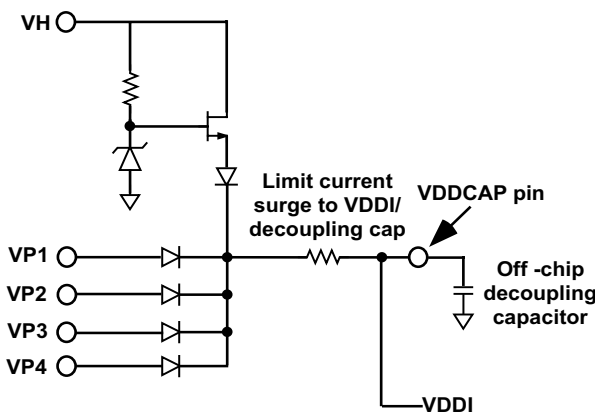 VH
Limit current
surge to VDDI/
decoupling cap
VDDCAP pin
VP1
VP2
VP3
VP4
Off -chip
decoupling
capacitor
VDDI